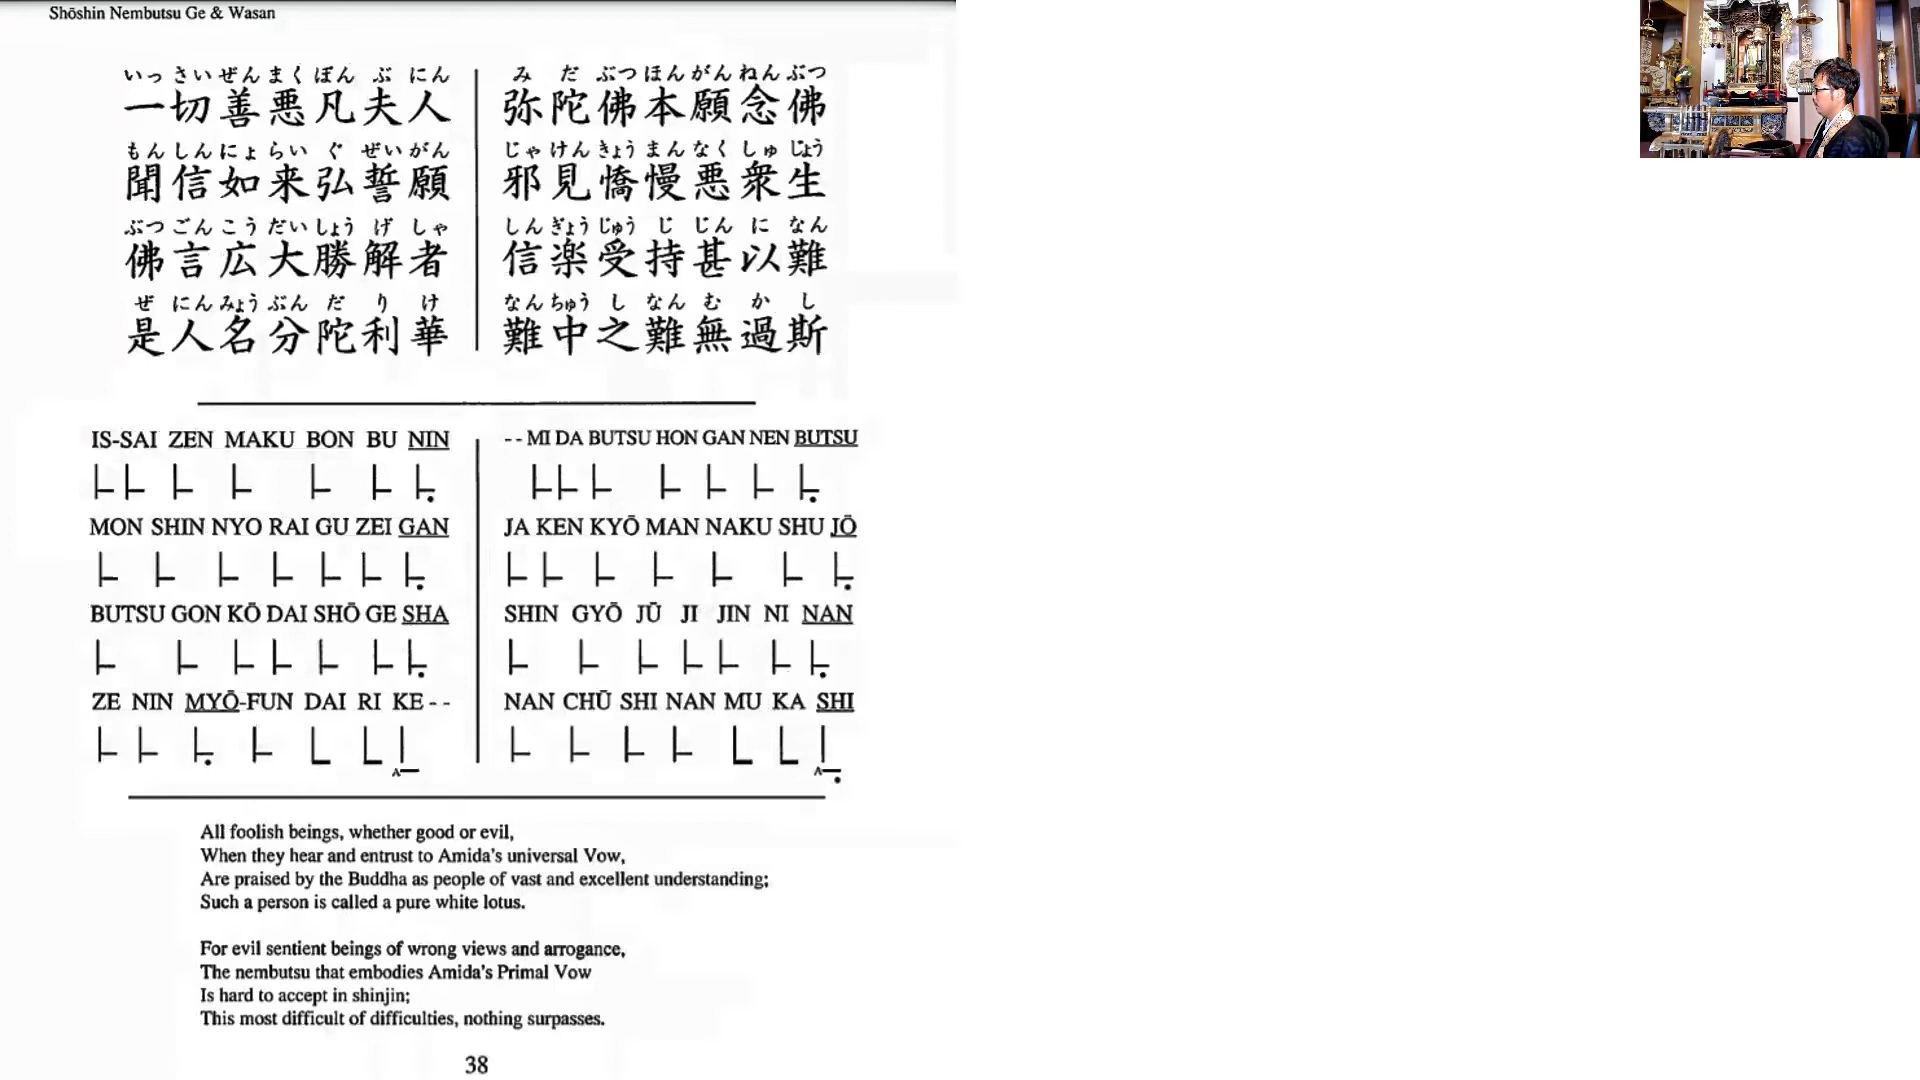 Shōshin Nembutsu Ge & Wasan
いっ さい ぜん まく ぼん ぶ にん
一切善悪凡夫人
もん しん にょ らい ぐ ぜい がん
聞信如来弘誓願
ぶつ ごん こう だい しょう げ しゃ
佛言広大勝解者
ぜ にん みょう ぶん だ り け
是人名分陀利華
み だ ぶつ ほん がん ねん ぶつ
弥陀佛本願念佛
じゃ けん きょう まん なく しゅ じょう
邪見憍慢悪衆生
しん ぎょう じゅう じ じん に なん
信楽受持甚以難
なん ちゅう し なん む か し
難中之難無過斯
IS-SAI ZEN MAKU BON BU NIN
MON SHIN NYO RAI GU ZEI GAN
BUTSU GON KŌ DAI SHŌ GE SHA
ZE NIN MYŌ-FUN DAI RI KE - -
A
- - MI DA BUTSU HON GAN NEN BUTSU
JA KEN KYŌ MAN NAKU SHU JŌ
SHIN GYŌ JŪ JI JIN NI NAN
NAN CHŪ SHI NAN MU KA SHI
A
All foolish beings, whether good or evil,
When they hear and entrust to Amida's universal Vow,
Are praised by the Buddha as people of vast and excellent understanding;
Such a person is called a pure white lotus.
For evil sentient beings of wrong views and arrogance,
The nembutsu that embodies Amida's Primal Vow
Is hard to accept in shinjin;
This most difficult of difficulties, nothing surpasses.
38